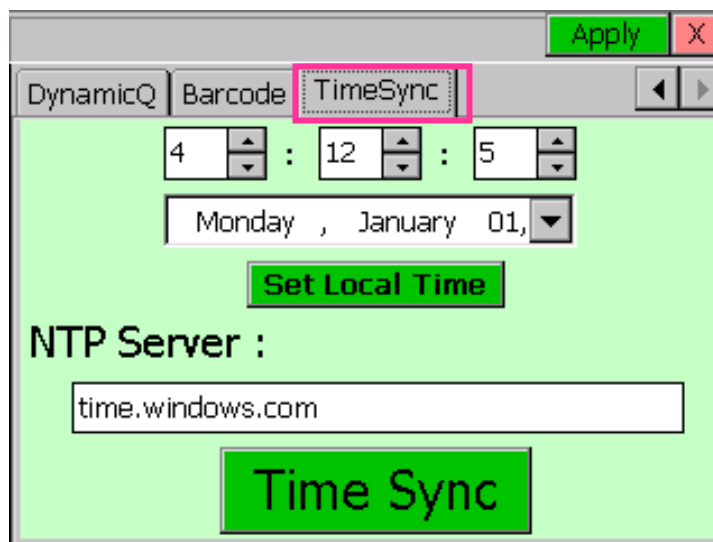 Apply X
DynamicQ Barcode TimeSync
4 : 12 : 5
Monday , January 01,
Set Local Time
NTP Server :
time.windows.com
Time Sync